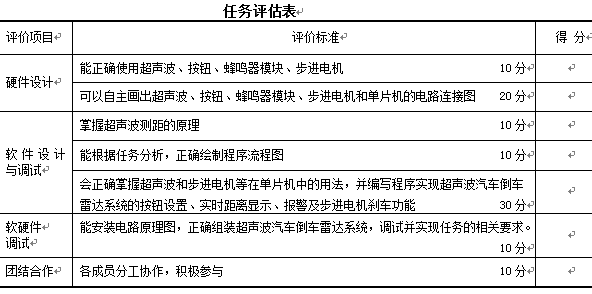 任务评估表
评价项目 评价标准 得 分
硬件设计 能正确使用超声波、按钮、蜂鸣器模块、步进电机 10分
可以自主画出超声波、按钮、蜂鸣器模块、步进电机和单片机的电路连接图 20分
软件设计与调试 掌握超声波测距的原理 10分
能根据任务分析，正确绘制程序流程图 10分
会正确掌握超声波和步进电机等在单片机中的用法，并编写程序实现超声波汽车倒车
雷达系统的按钮设置、实时距离显示、报警及步进电机刹车功能 30分
软硬件
调试
能安装电路原理图，正确组装超声波汽车倒车雷达系统，调试并实现任务的相关要求。
10分
团结合作 各成员分工协作，积极参与 10分